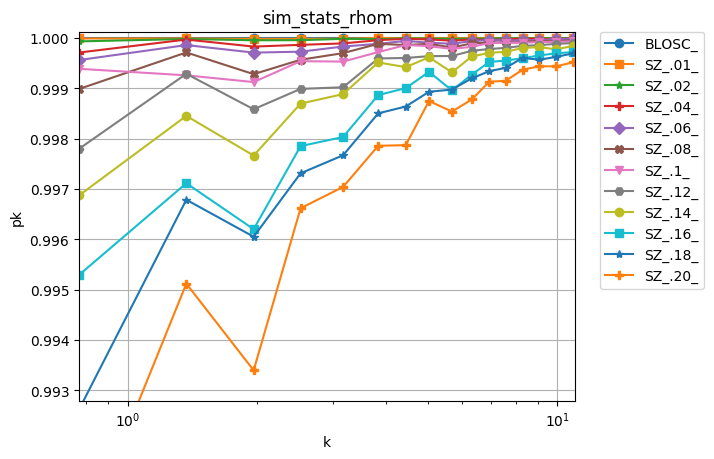 sim_stats_rhom
pk
1.000
0.999
0.998
0.997
0.996
0.995
0.994
0.993
10⁰
10¹
k
BLOSC_
SZ_.01_
SZ_.02_
SZ_.04_
SZ_.06_
SZ_.08_
SZ_.1_
SZ_.12_
SZ_.14_
SZ_.16_
SZ_.18_
SZ_.20_